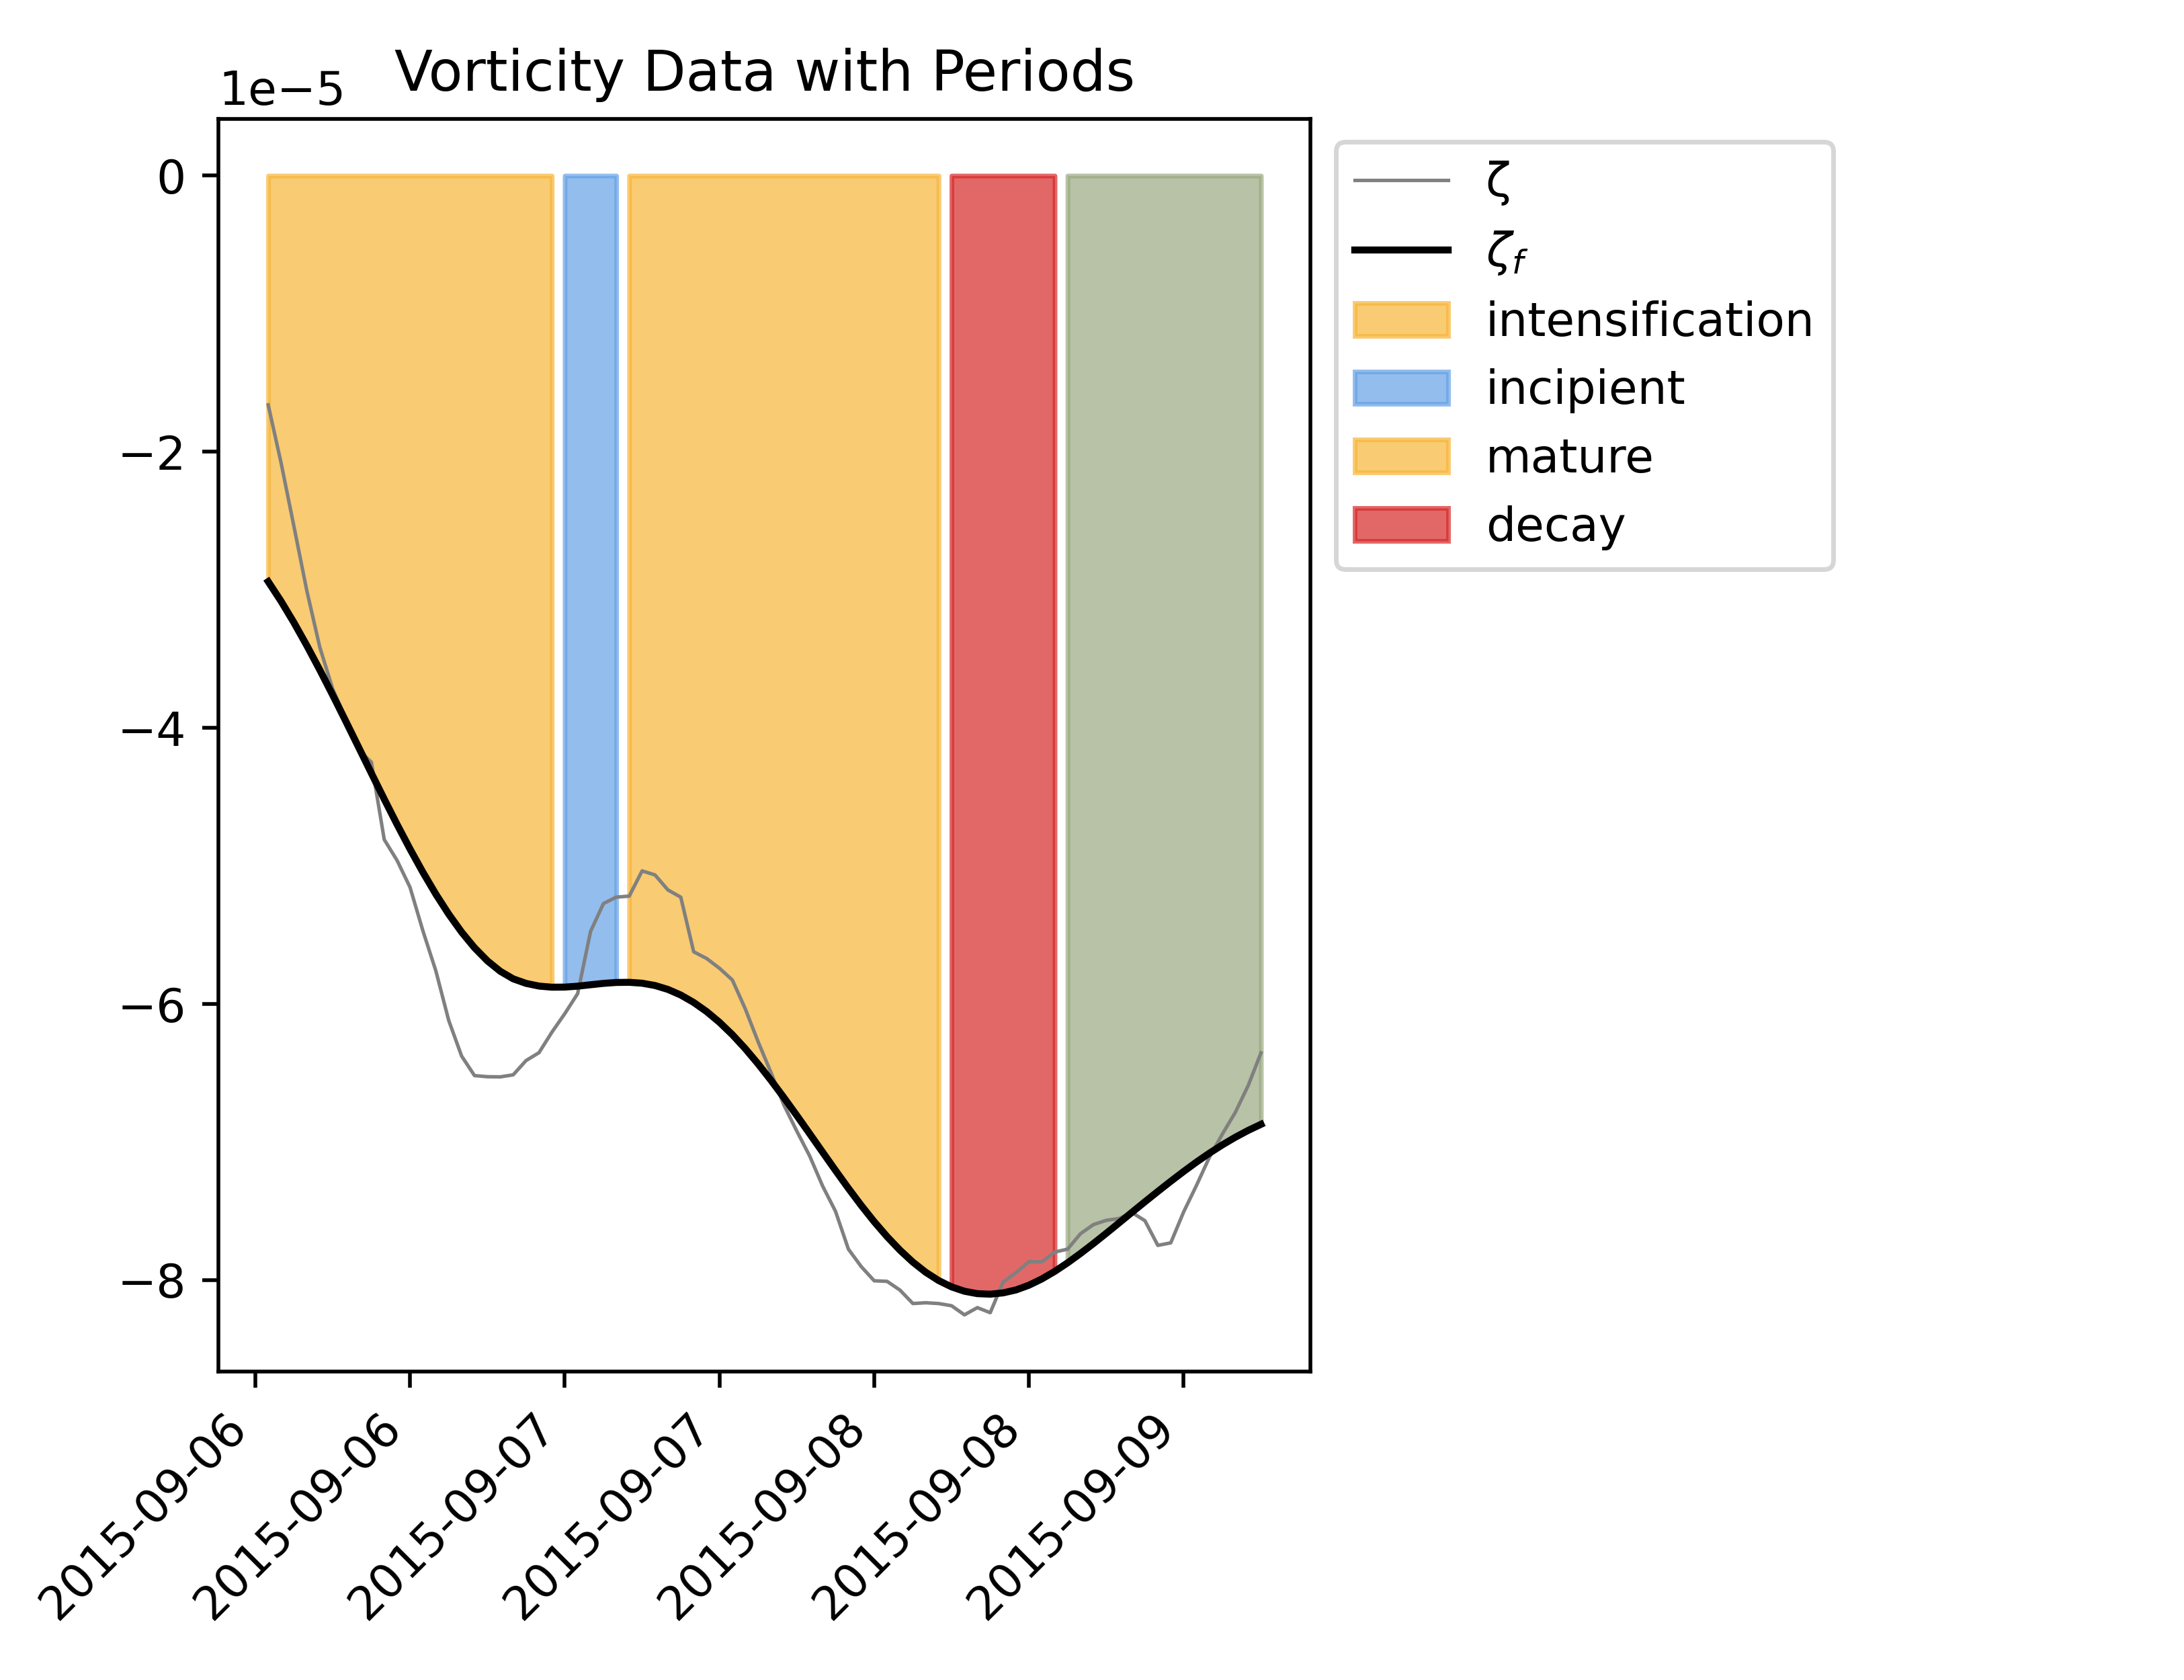 Vorticity Data with Periods
1e−5
0
−2
−4
−6
−8
2015-09-06
2015-09-06
2015-09-07
2015-09-07
2015-09-08
2015-09-08
2015-09-09
ζ
ζf
intensification
incipient
mature
decay